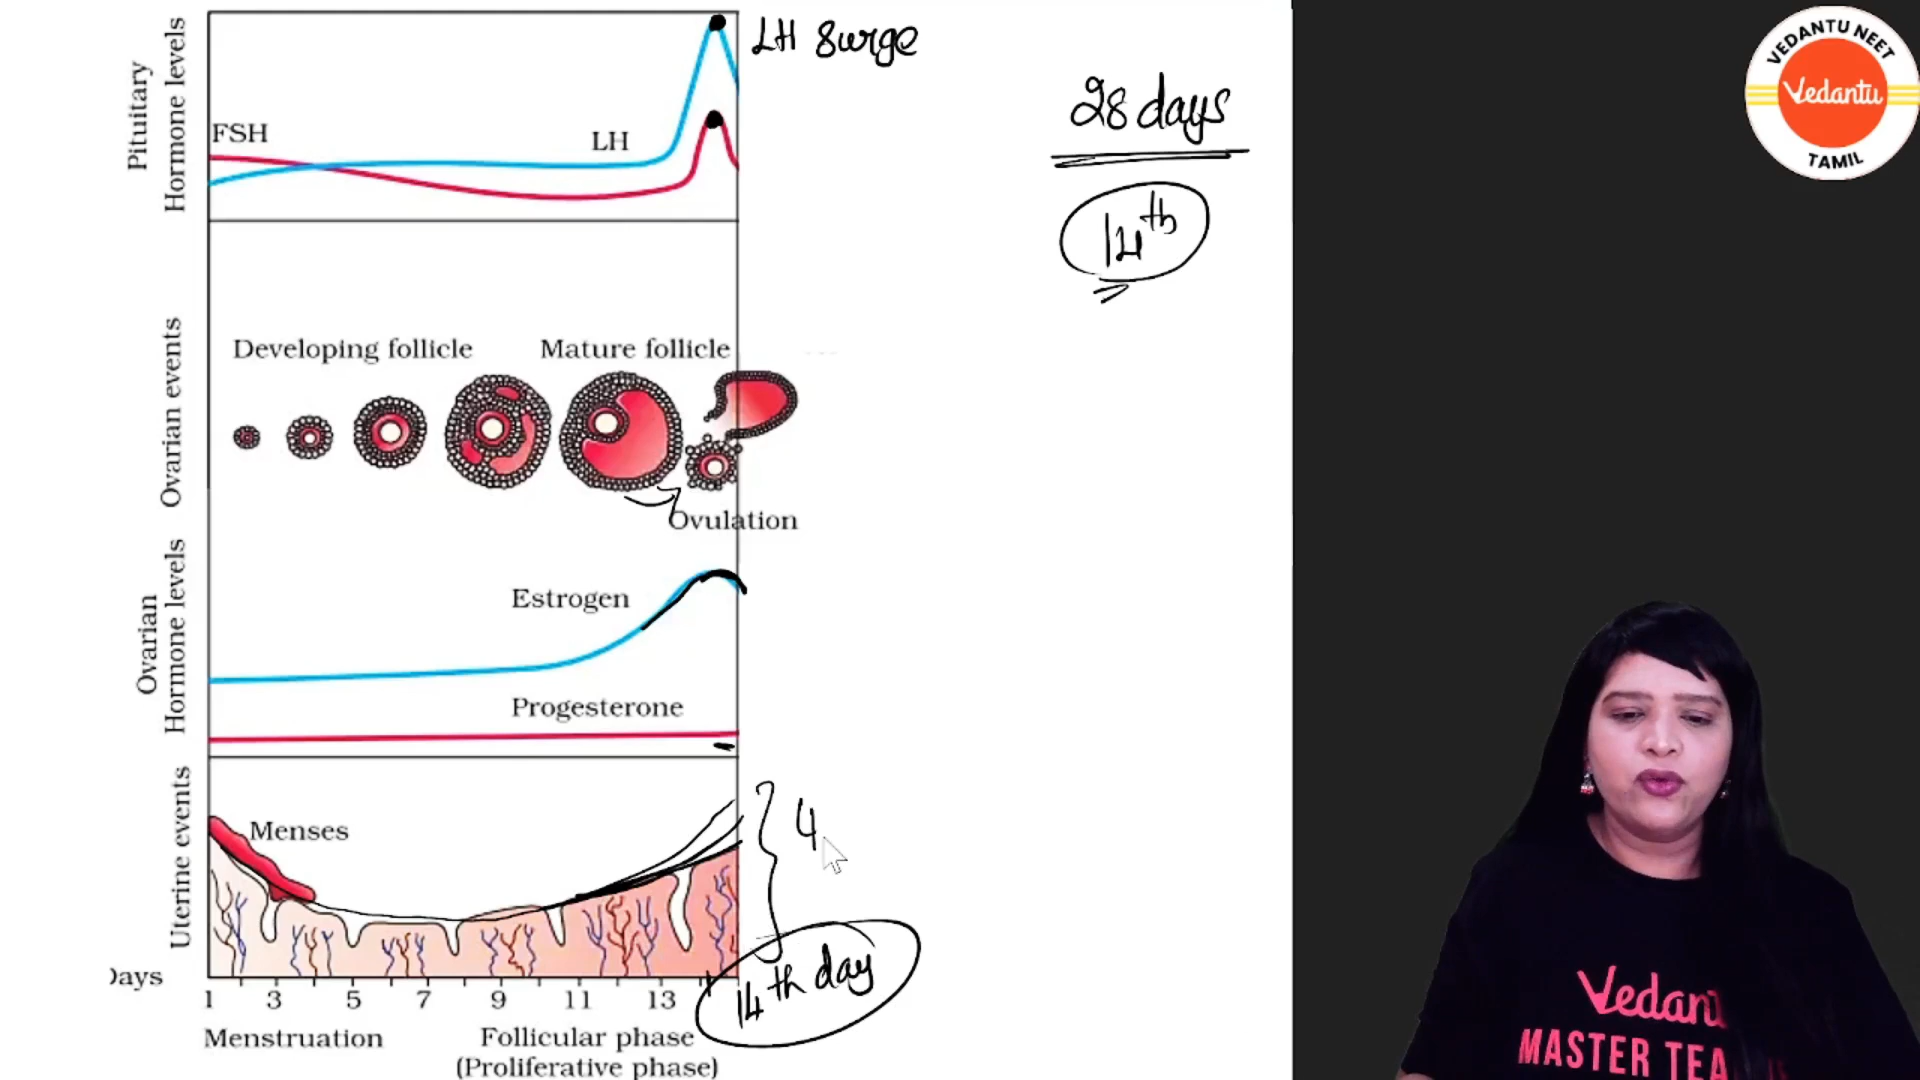 Pituitary
Hormone levels
FSH
LH
LH Surge
28 days
14th
Ovarian events
Developing follicle
Mature follicle
Ovulation
Ovarian
Hormone levels
Estrogen
Progesterone
Uterine events
Menses
4
14th day
Days
1 3 5 7 9 11 13
Menstruation
Follicular phase
(Proliferative phase)
VEDANTU NEET
Vedantu
TAMIL
MASTER